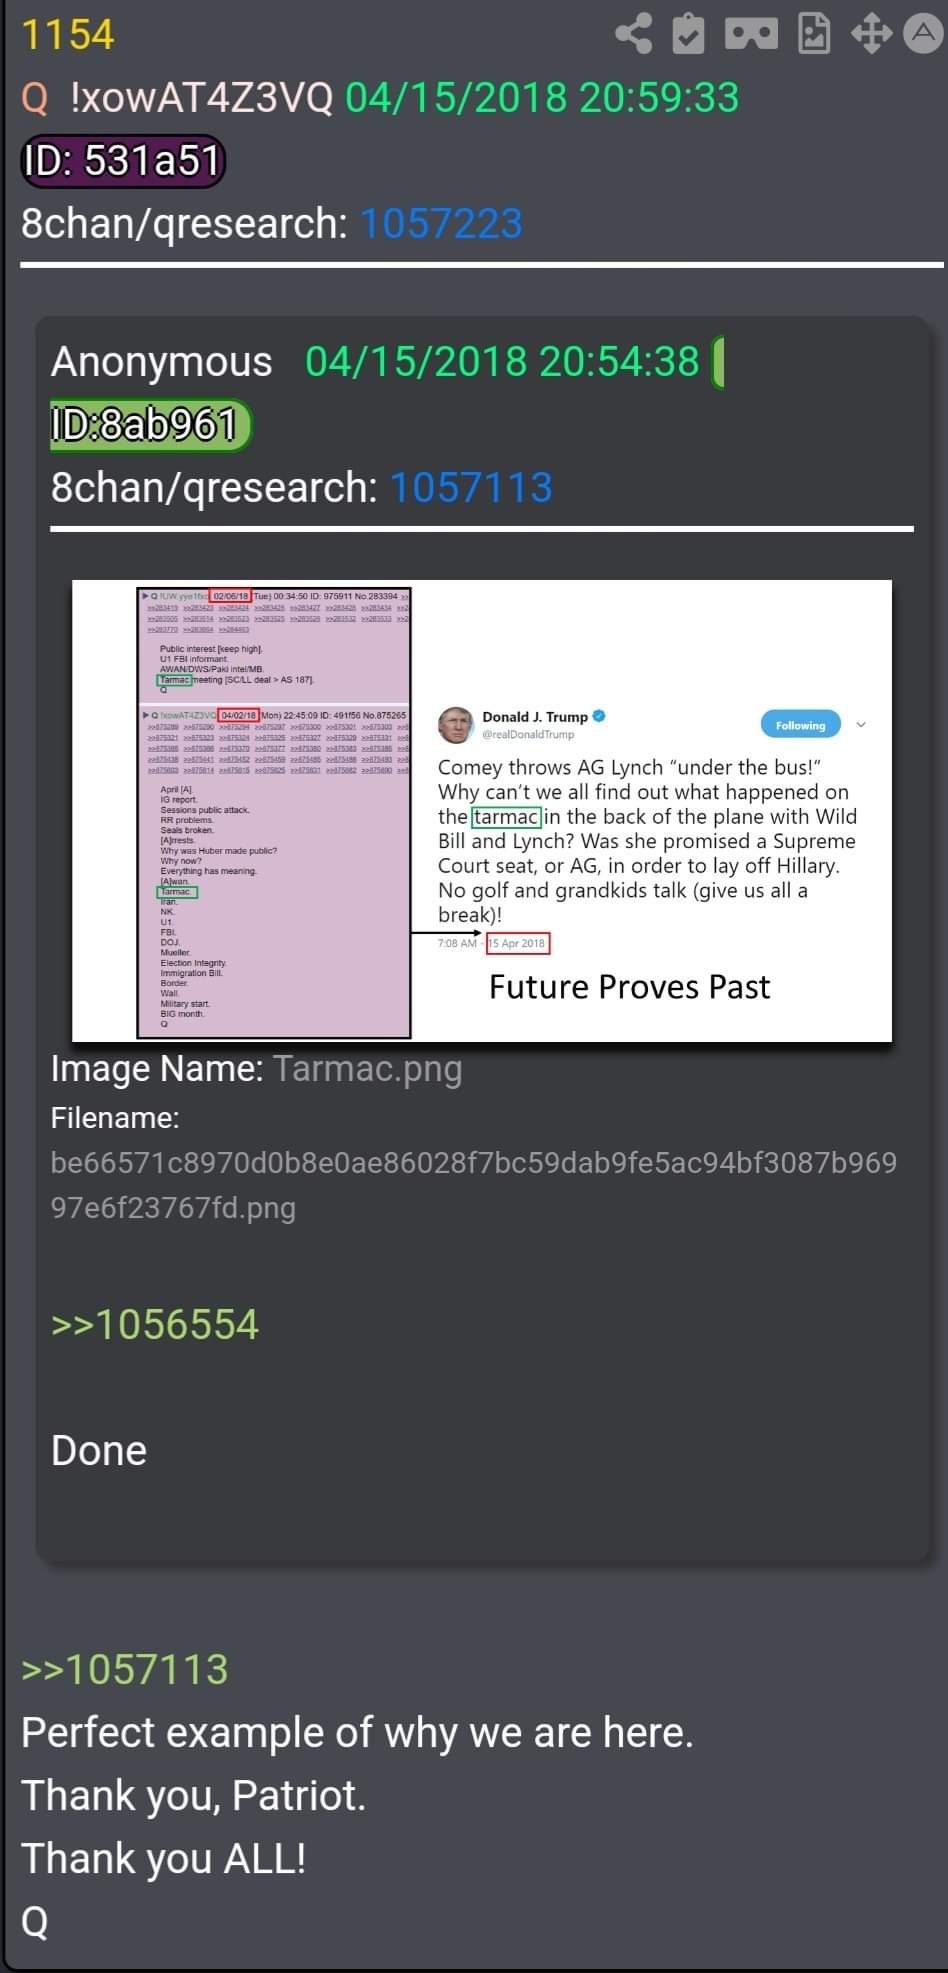 1154
Q !xowAT4Z3VQ 04/15/2018 20:59:33
ID: 531a51
8chan/qresearch: 1057223
Anonymous 04/15/2018 20:54:38
ID:8ab961
8chan/qresearch: 1057113
02/06/18 Tue) 00:34:50 ID: 975911 No.283394
Public interest [keep high].
U1 FBI informant.
AWAN/DWS/Paki intel/MB.
Tarmac meeting [SC/LL deal > AS 187].
Q
Q !xowAT4Z3VQ 04/02/18 Mon) 22:45:09 ID: 491f56 No.875265
April [A].
IG report.
Sessions public attack.
RR problems.
Seals broken.
[A]rrests.
Why was Huber made public?
Why now?
Everything has meaning.
[A]wan.
Tarmac.
Iran.
NK.
U1.
FBI.
DOJ.
Mueller.
Election Integrity.
Immigration Bill.
Border.
Wall.
Military start.
BIG month.
Q
Donald J. Trump
@realDonaldTrump
Following
Comey throws AG Lynch “under the bus!”
Why can’t we all find out what happened on
the tarmac in the back of the plane with Wild
Bill and Lynch? Was she promised a Supreme
Court seat, or AG, in order to lay off Hillary.
No golf and grandkids talk (give us all a
break)!
7:08 AM - 15 Apr 2018
Future Proves Past
Image Name: Tarmac.png
Filename:
be66571c8970d0b8e0ae86028f7bc59dab9fe5ac94bf3087b969
97e6f23767fd.png
>>1056554
Done
>>1057113
Perfect example of why we are here.
Thank you, Patriot.
Thank you ALL!
Q